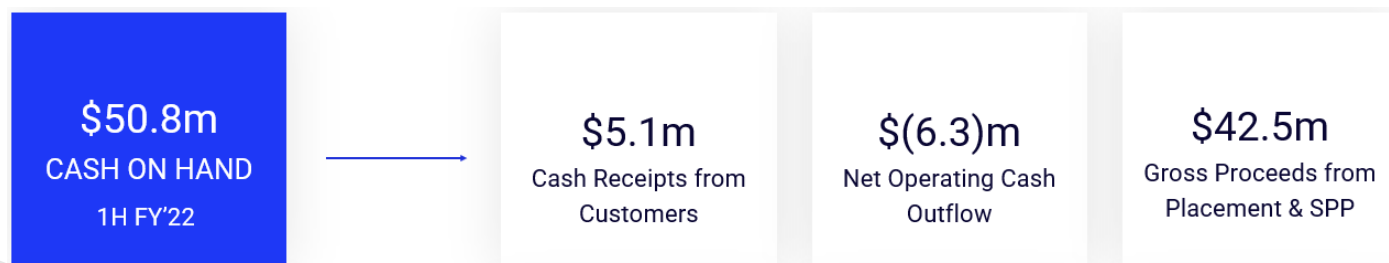 $50.8m
CASH ON HAND
1H FY’22
$5.1m
Cash Receipts from
Customers
$(6.3)m
Net Operating Cash
Outflow
$42.5m
Gross Proceeds from
Placement & SPP